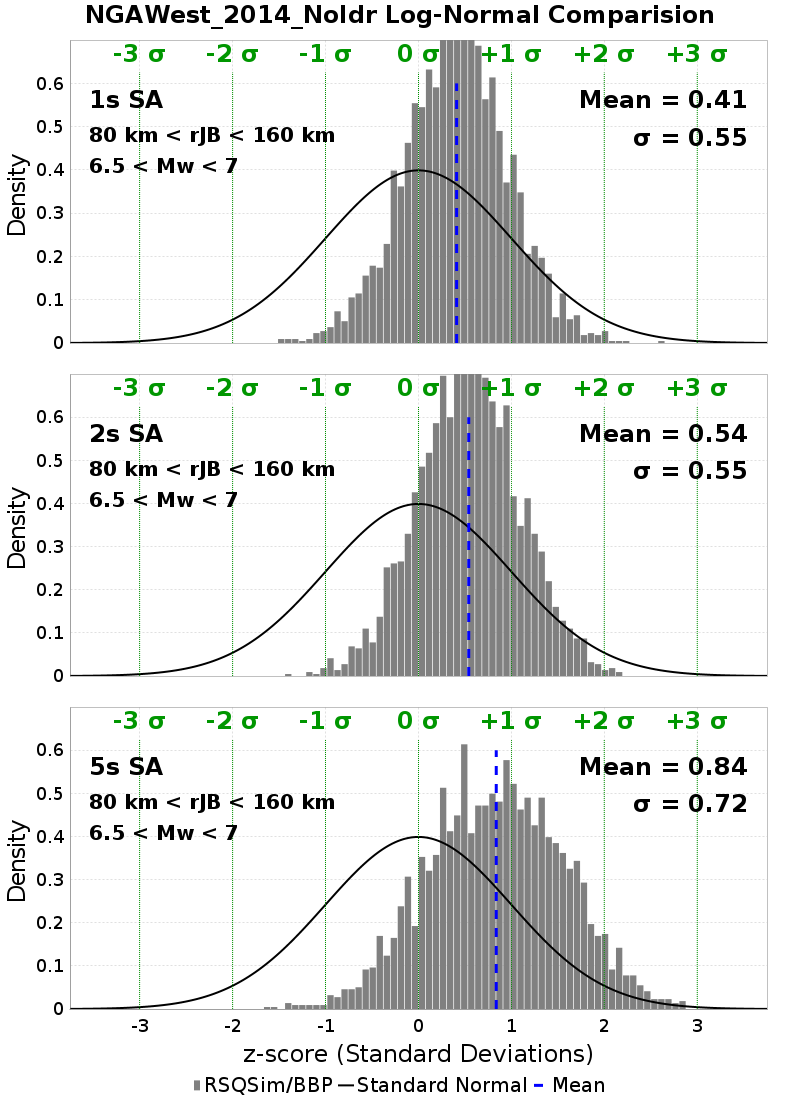 NGAWest_2014_NoIdr Log-Normal Comparision
-3 σ -2 σ -1 σ 0 σ +1 σ +2 σ +3 σ
1s SA
80 km < rJB < 160 km
6.5 < Mw < 7
Mean = 0.41
σ = 0.55
Density
0.6
0.5
0.4
0.3
0.2
0.1
0
-3 σ -2 σ -1 σ 0 σ +1 σ +2 σ +3 σ
2s SA
80 km < rJB < 160 km
6.5 < Mw < 7
Mean = 0.54
σ = 0.55
Density
0.6
0.5
0.4
0.3
0.2
0.1
0
-3 σ -2 σ -1 σ 0 σ +1 σ +2 σ +3 σ
5s SA
80 km < rJB < 160 km
6.5 < Mw < 7
Mean = 0.84
σ = 0.72
Density
0.6
0.5
0.4
0.3
0.2
0.1
0
-3 -2 -1 0 1 2 3
z-score (Standard Deviations)
RSQSim/BBP Standard Normal Mean